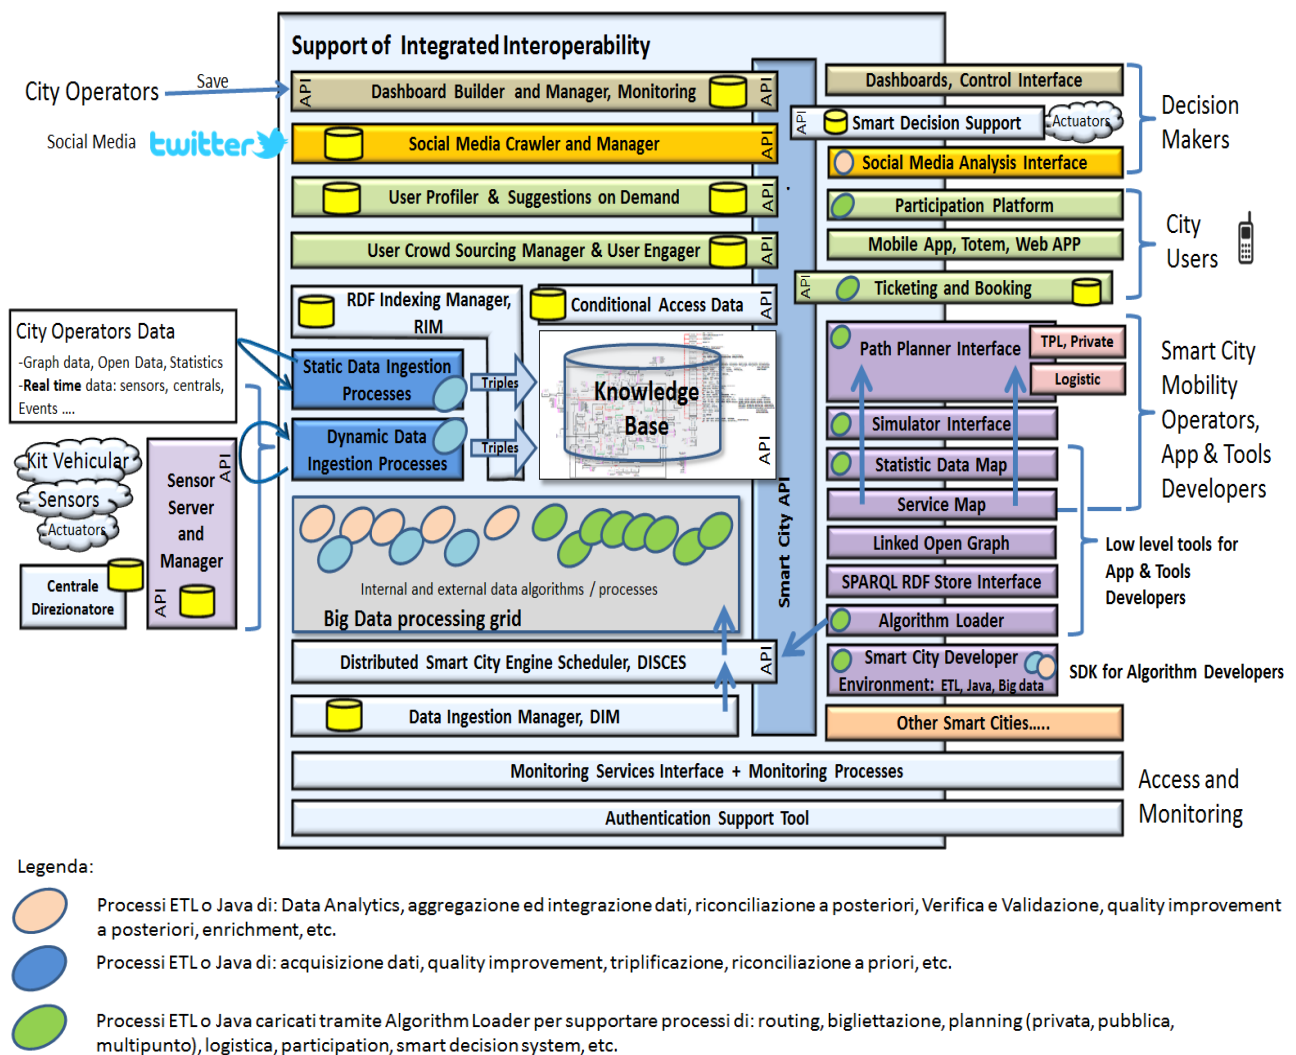 Support of Integrated Interoperability
City Operators
Save
API
Dashboard Builder and Manager, Monitoring
API
Social Media
twitter
Social Media Crawler and Manager
API
User Profiler & Suggestions on Demand
API
User Crowd Sourcing Manager & User Engager
API
RDF Indexing Manager,
RIM
Conditional Access Data
API
City Operators Data
-Graph data, Open Data, Statistics
-Real time data: sensors, centrals,
Events ....
Static Data Ingestion
Processes
Triples
Dynamic Data
Ingestion Processes
Triples
Knowledge
Base
API
Kit Vehicular
Sensors
Actuators
Centrale
Direzionatore
API
Sensor
Server
and
Manager
API
Internal and external data algorithms / processes
Big Data processing grid
Distributed Smart City Engine Scheduler, DISCES
API
Data Ingestion Manager, DIM
Smart City API
Dashboards, Control Interface
API
Smart Decision Support
Actuators
Social Media Analysis Interface
Decision
Makers
Participation Platform
Mobile App, Totem, Web APP
API
Ticketing and Booking
City
Users
Path Planner Interface
TPL, Private
Logistic
Simulator Interface
Statistic Data Map
Service Map
Linked Open Graph
SPARQL RDF Store Interface
Algorithm Loader
Smart City Developer
Environment: ETL, Java, Big data
Other Smart Cities.....
Smart City
Mobility
Operators,
App & Tools
Developers
Low level tools for
App & Tools
Developers
SDK for Algorithm Developers
Monitoring Services Interface + Monitoring Processes
Authentication Support Tool
Access and
Monitoring
Legenda:
Processi ETL o Java di: Data Analytics, aggregazione ed integrazione dati, riconciliazione a posteriori, Verifica e Validazione, quality improvement
a posteriori, enrichment, etc.
Processi ETL o Java di: acquisizione dati, quality improvement, triplificazione, riconciliazione a priori, etc.
Processi ETL o Java caricati tramite Algorithm Loader per supportare processi di: routing, bigliettazione, planning (privata, pubblica,
multipunto), logistica, participation, smart decision system, etc.